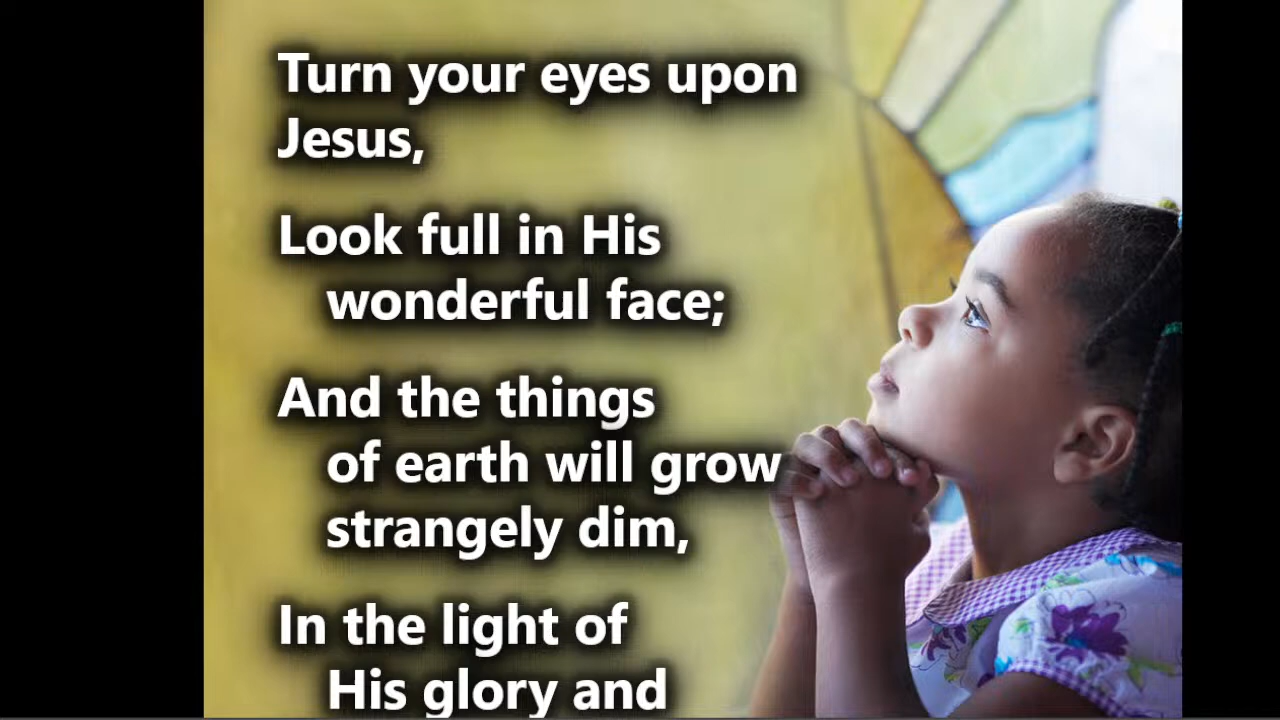 Turn your eyes upon
Jesus,
Look full in His
wonderful face;
And the things
of earth will grow
strangely dim,
In the light of
His glory and